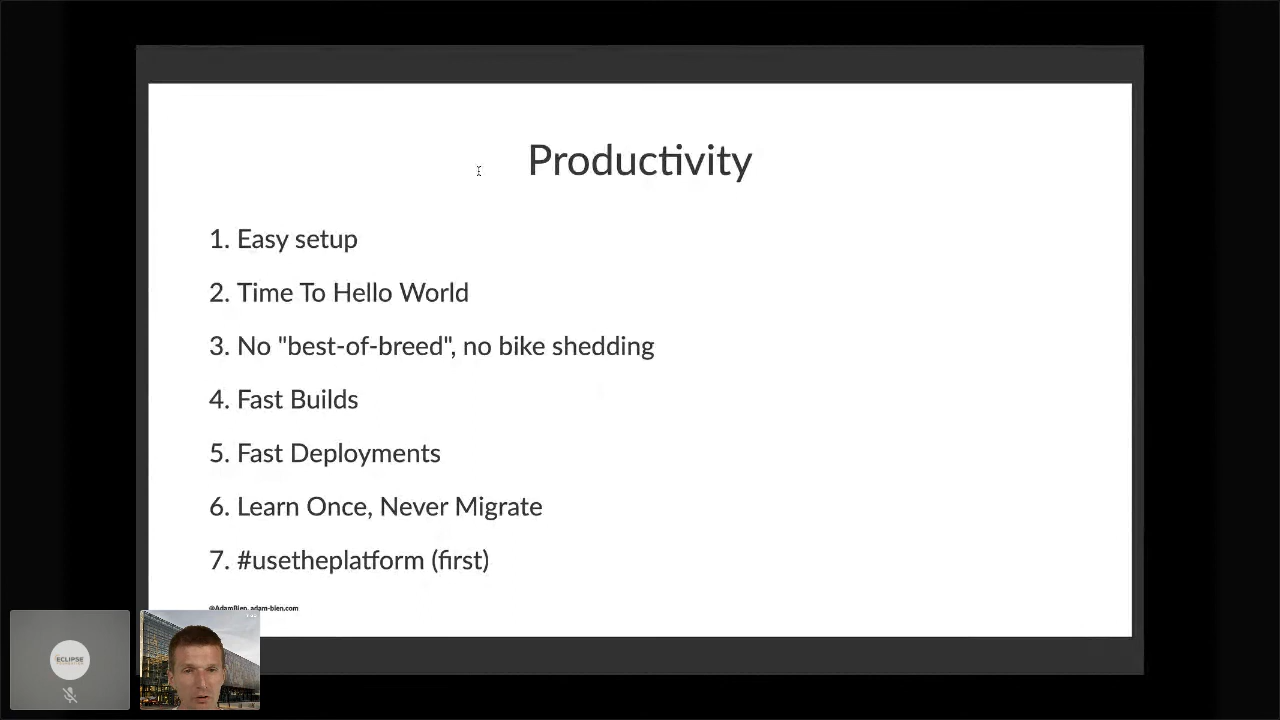 Productivity
1. Easy setup
2. Time To Hello World
3. No "best-of-breed", no bike shedding
4. Fast Builds
5. Fast Deployments
6. Learn Once, Never Migrate
7. #usetheplatform (first)
@AdamBien, adam-bien.com
ECLIPSE